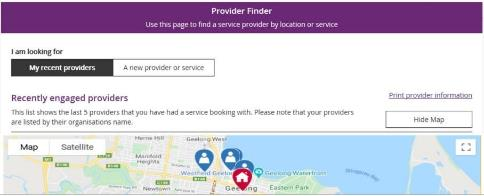 Provider Finder
Use this page to find a service provider by location or service
I am looking for
My recent providers
A new provider or service
Recently engaged providers
Print provider information
This list shows the last 5 providers that you have had a service booking with. Please note that your providers
are listed by their organisations name.
Hide Map
Map
Satellite
Herne Hill
Geelong West
Manifold
Heights
Westfield Geelong
Geelong Waterfront
Newtown
Geelong
Eastern Park